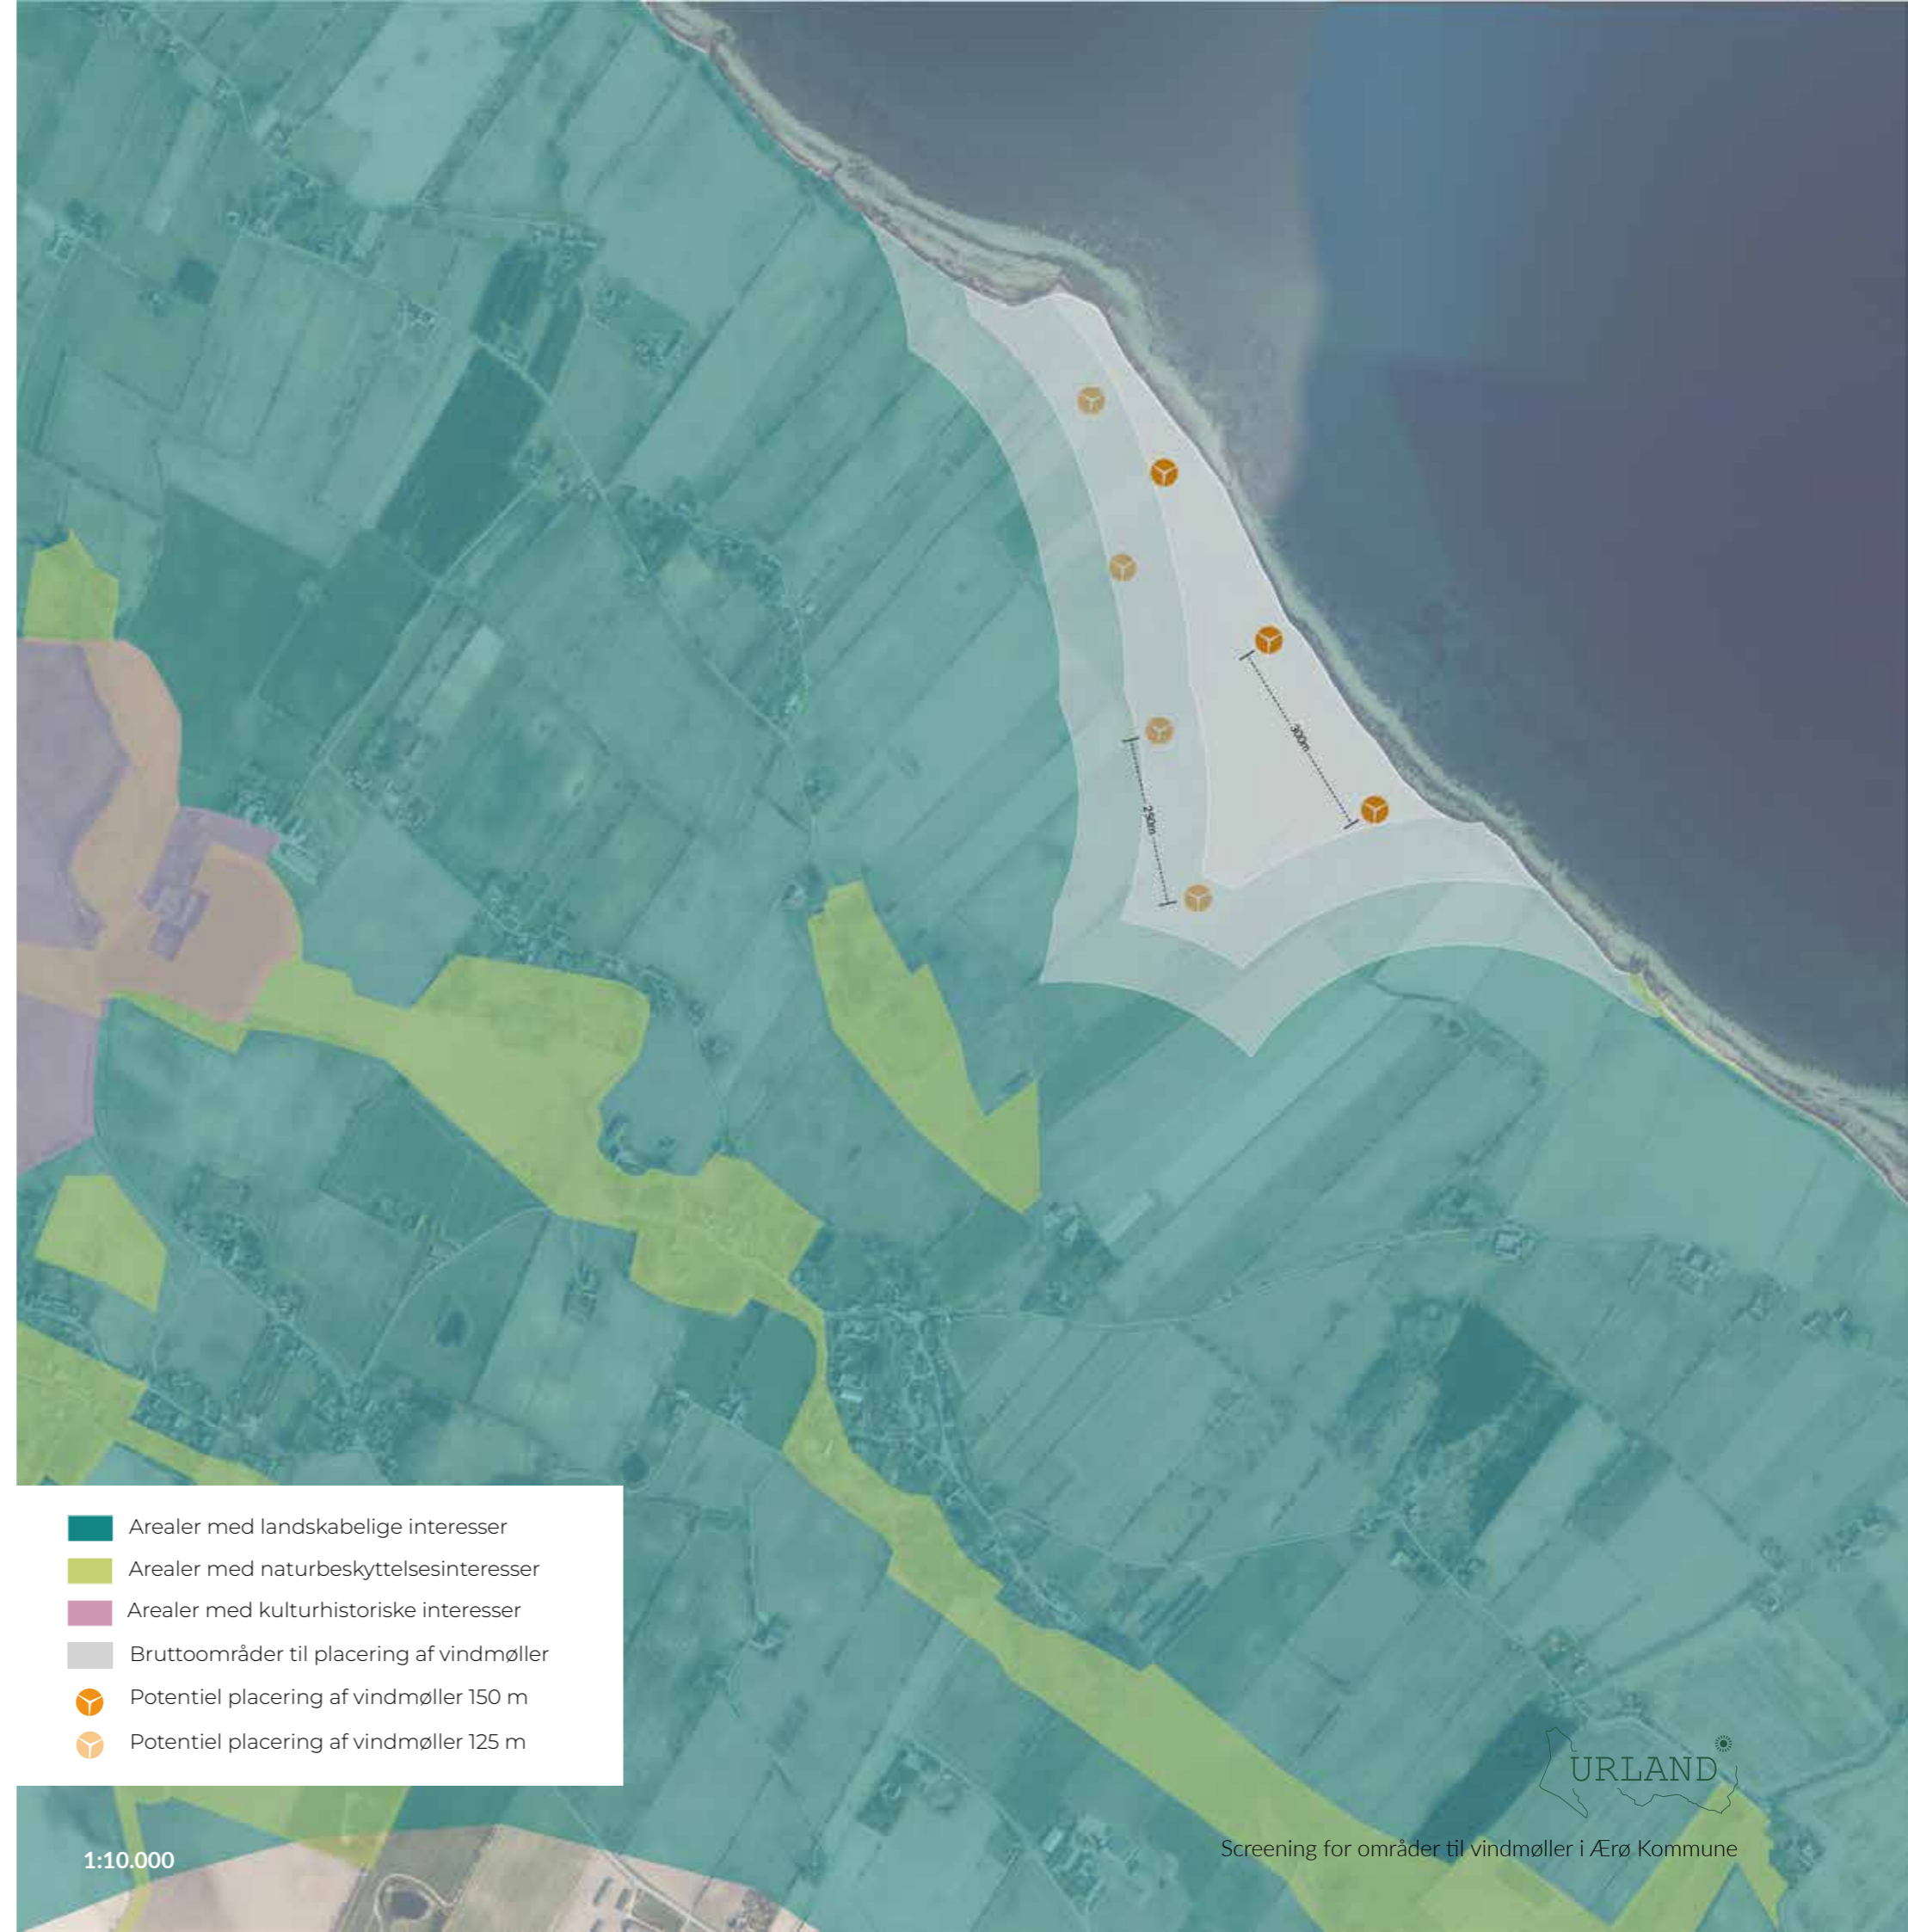 300m
250m
Arealer med landskabelige interesser
Arealer med naturbeskyttelsesinteresser
Arealer med kulturhistoriske interesser
Bruttoområder til placering af vindmøller
Potentiel placering af vindmøller 150 m
Potentiel placering af vindmøller 125 m
URLAND
Screening for områder til vindmøller i Ærø Kommune
1:10.000